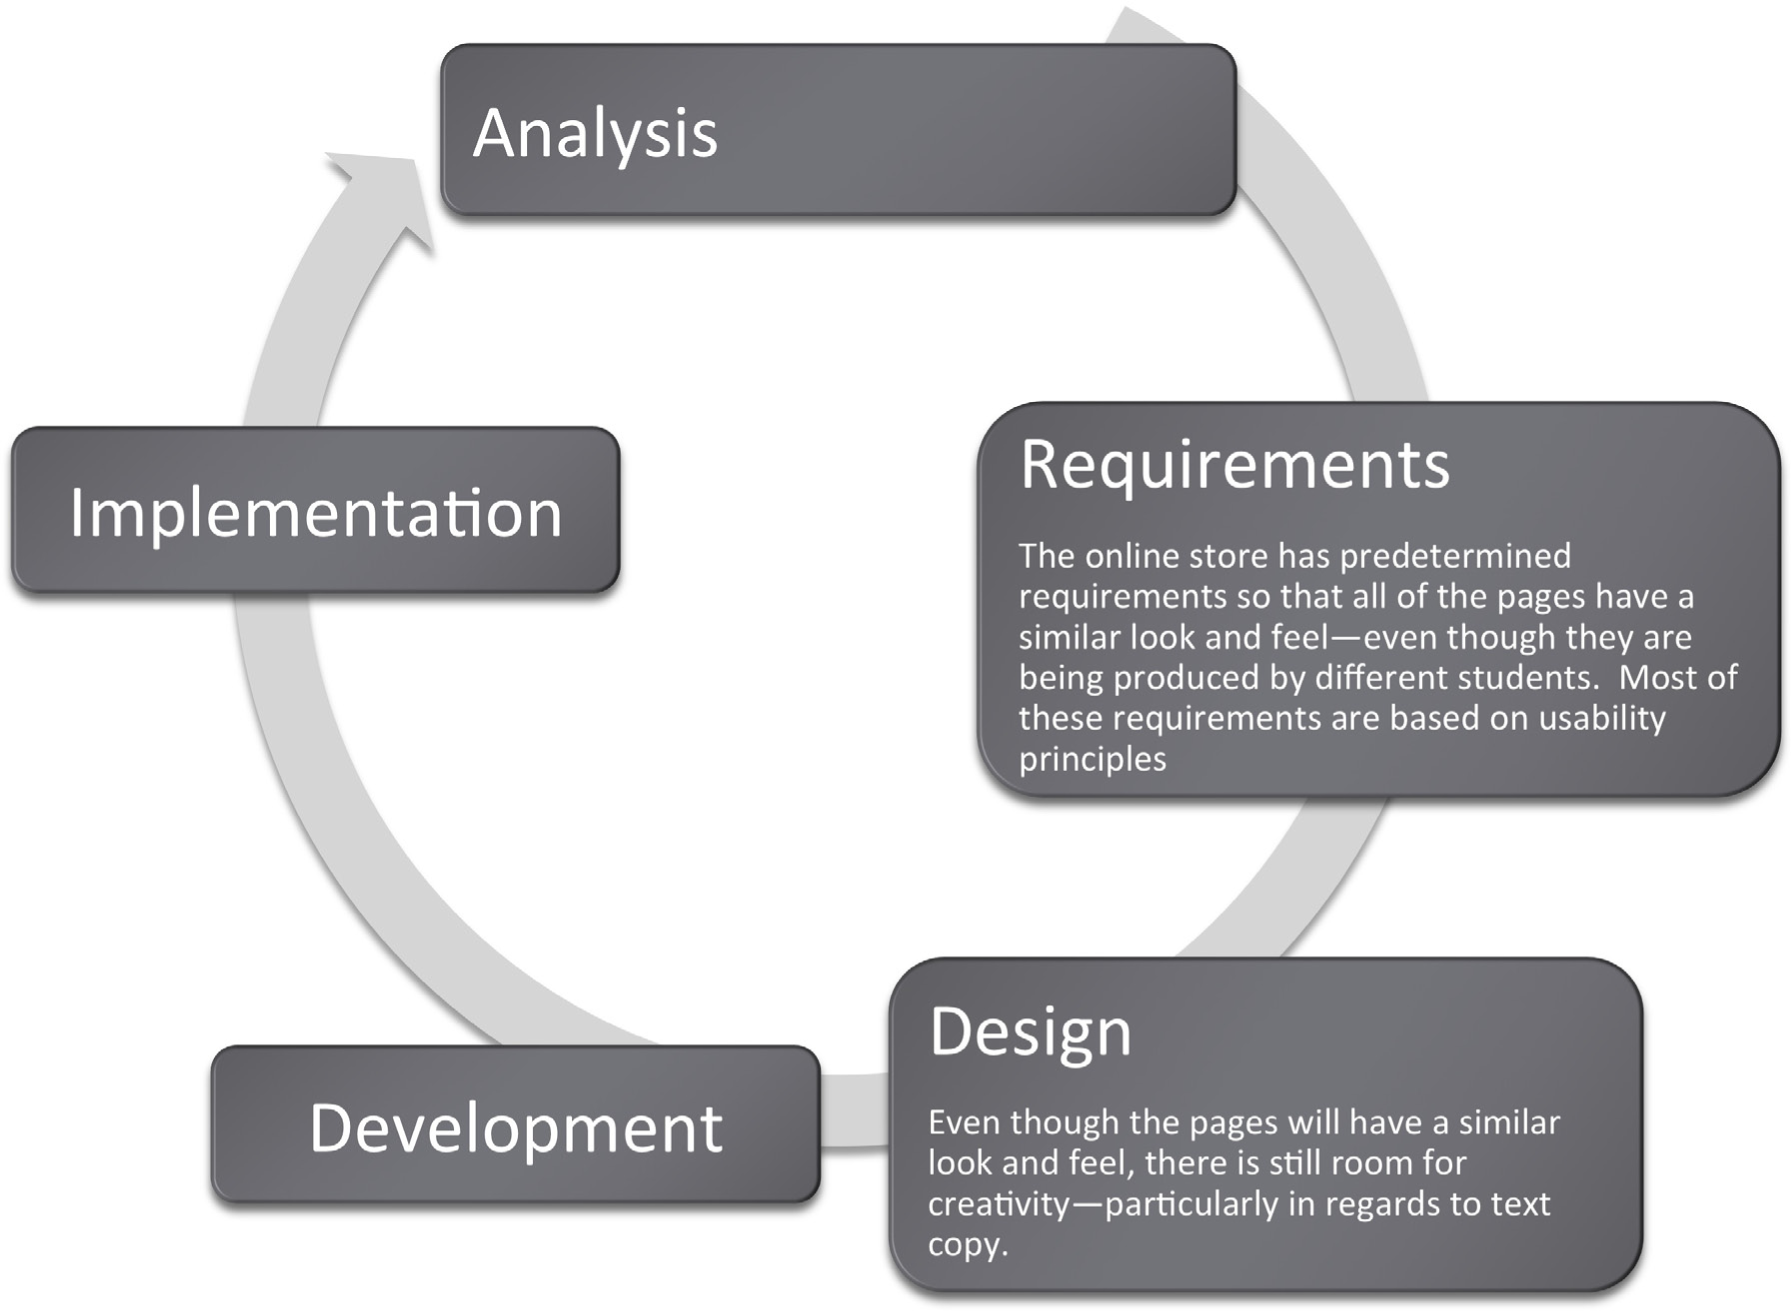 Analysis
Requirements
The online store has predetermined
requirements so that all of the pages have a
similar look and feel—even though they are
being produced by different students.  Most of
these requirements are based on usability
principles
Design
Even though the pages will have a similar
look and feel, there is still room for
creativity—particularly in regards to text
copy.
Development
Implementation